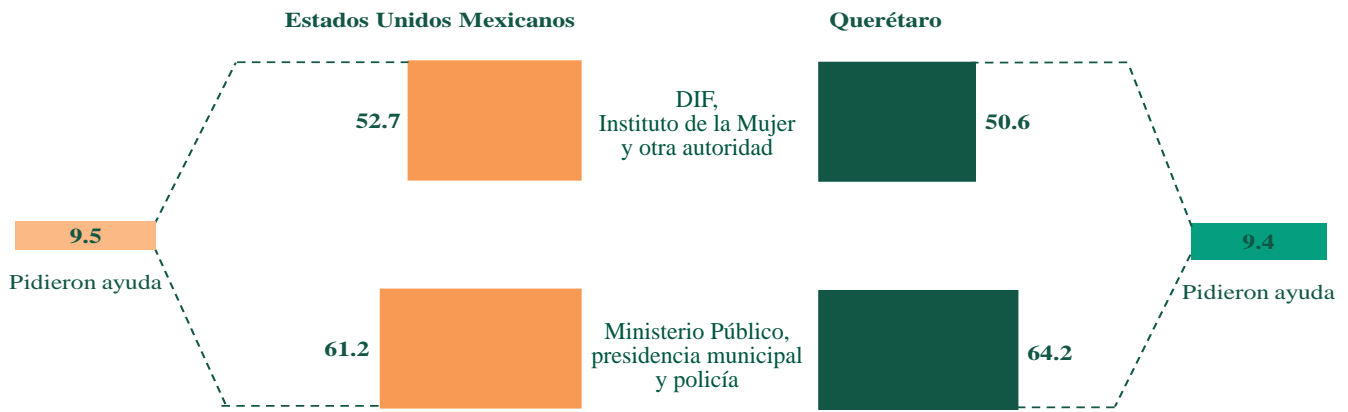 Estados Unidos Mexicanos
Querétaro
52.7
DIF,
Instituto de la Mujer
y otra autoridad
50.6
9.5
Pidieron ayuda
9.4
Pidieron ayuda
61.2
Ministerio Público,
presidencia municipal
y policía
64.2